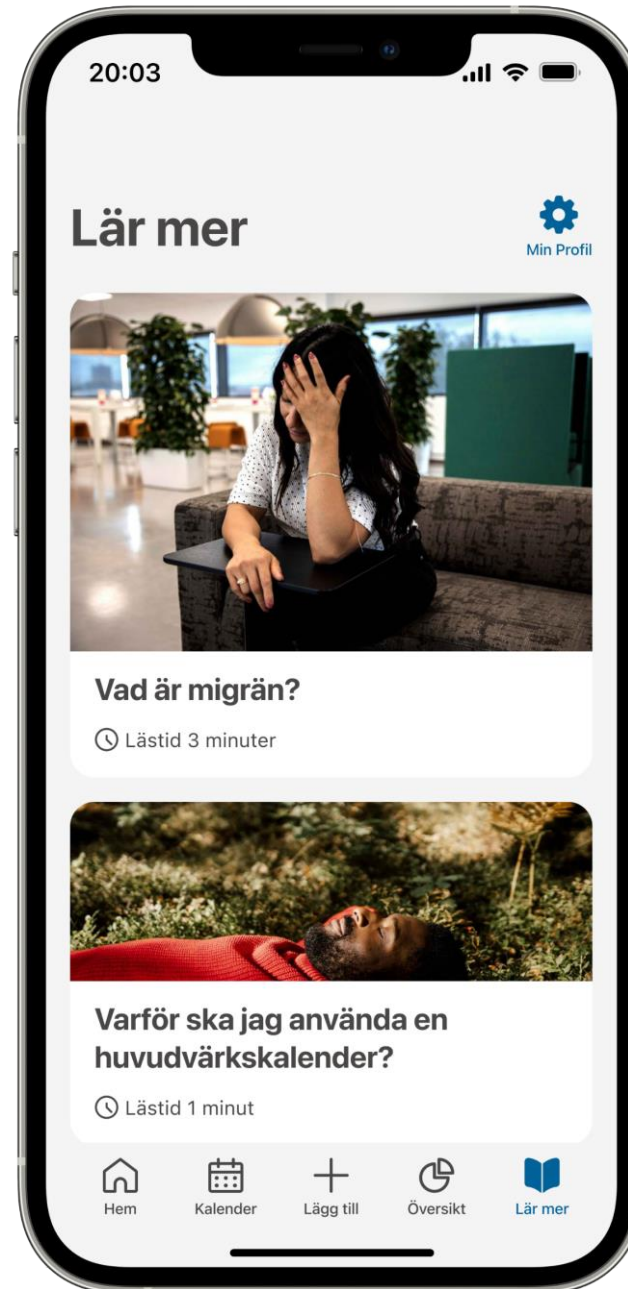 20:03
Lär mer
Min Profil
Vad är migrän?
Lästid 3 minuter
Varför ska jag använda en
huvudvärkskalender?
Lästid 1 minut
Hem
Kalender
Lägg till
Översikt
Lär mer